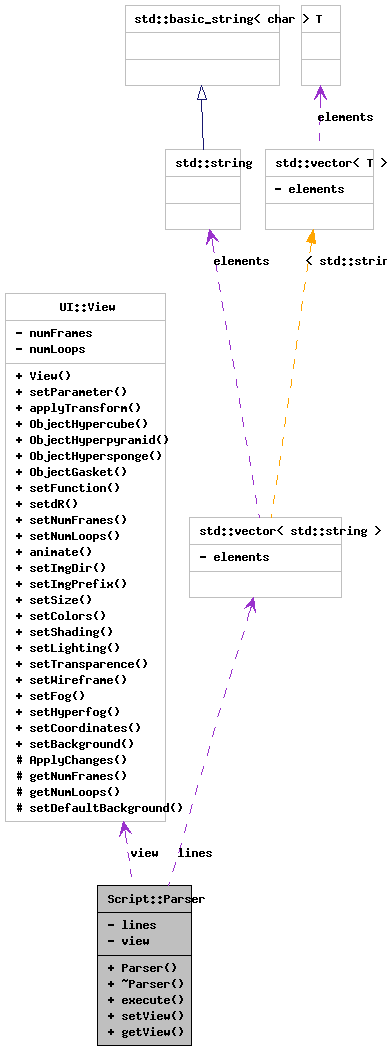 std::basic_string< char >
T
elements
std::string
std::vector< T >
- elements
elements
< std::strin
UI::View
- numFrames
- numLoops
+ View()
+ setParameter()
+ applyTransform()
+ ObjectHypercube()
+ ObjectHyperpyramid()
+ ObjectHypersponge()
+ ObjectGasket()
+ setFunction()
+ setdR()
+ setNumFrames()
+ setNumLoops()
+ animate()
+ setImgDir()
+ setImgPrefix()
+ setSize()
+ setColors()
+ setShading()
+ setLighting()
+ setTransparence()
+ setWireframe()
+ setFog()
+ setHyperfog()
+ setCoordinates()
+ setBackground()
# ApplyChanges()
# getNumFrames()
# getNumLoops()
# setDefaultBackground()
std::vector< std::string >
- elements
view
lines
Script::Parser
- lines
- view
+ Parser()
+ ~Parser()
+ execute()
+ setView()
+ getView()